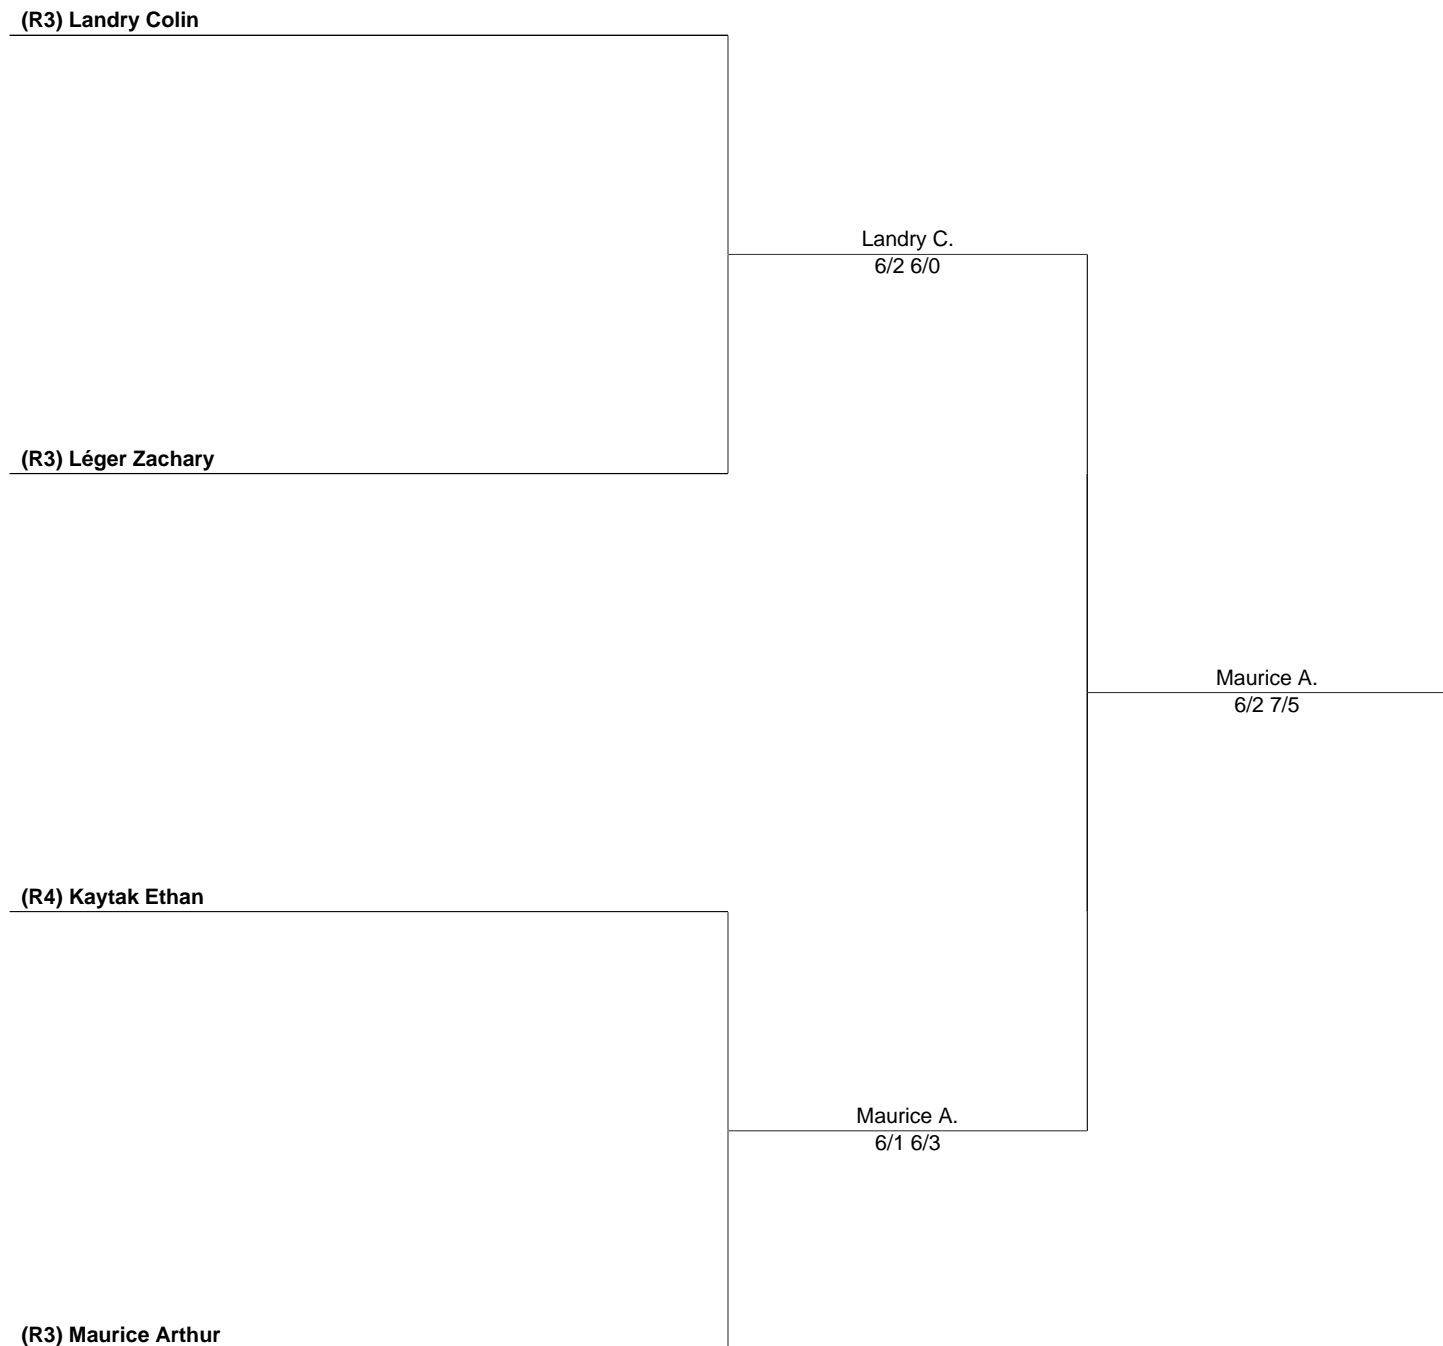 (R3) Landry Colin
Landry C.
6/2 6/0
(R3) Léger Zachary
Maurice A.
6/2 7/5
(R4) Kaytak Ethan
Maurice A.
6/1 6/3
(R3) Maurice Arthur